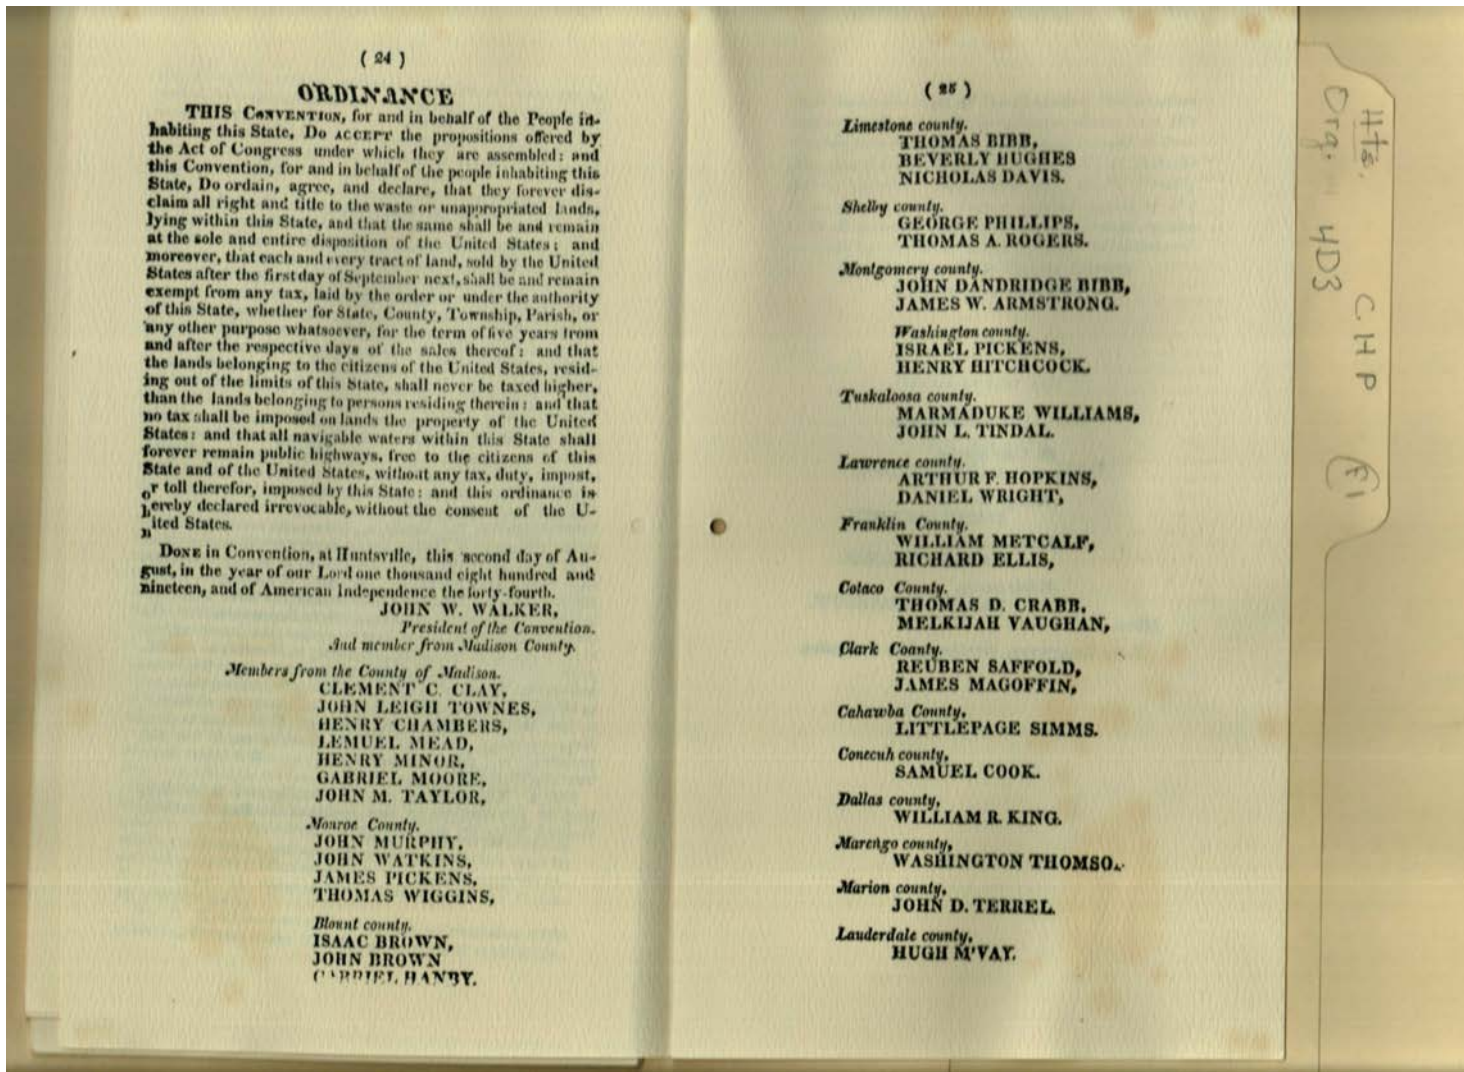 ( 24 )
ORDINANCE
THIS CONVENTION, for and in behalf of the People in-
habiting this State, Do ACCEPT the propositions offered by
the Act of Congress under which they are assembled: and
this Convention, for and in behalf of the people inhabiting this
State, Do ordain, agree, and declare, that they forever dis-
claim all right and title to the waste or unappropriated lands,
lying within this State, and that the same shall be and remain
at the sole and entire disposition of the United States; and
moreover, that each and every tract of land, sold by the United
States after the first day of September next, shall be and remain
exempt from any tax, laid by the order or under the authority
of this State, whether for State, County, Township, Parish, or
any other purpose whatsoever, for the term of five years from
and after the respective days of the sales thereof: and that
the lands belonging to the citizens of the United States, resid-
ing out of the limits of this State, shall never be taxed higher,
than the lands belonging to persons residing therein: and that
no tax shall be imposed on lands the property of the United
States: and that all navigable waters within this State shall
forever remain public highways, free to the citizens of this
State and of the United States, without any tax, duty, impost,
or toll therefor, imposed by this State: and this ordinance is
hereby declared irrevocable, without the consent of the U-
nited States.
DONE in Convention, at Huntsville, this second day of Au-
gust, in the year of our Lord one thousand eight hundred and
nineteen, and of American Independence the forty-fourth.
JOHN W. WALKER,
President of the Convention.
And member from Madison County.
Members from the County of Madison.
CLEMENT C. CLAY,
JOHN LEIGH TOWNES,
HENRY CHAMBERS,
LEMUEL MEAD,
HENRY MINOR,
GABRIEL MOORE,
JOHN M. TAYLOR,
Monroe County.
JOHN MURPHY,
JOHN WATKINS,
JAMES PICKENS,
THOMAS WIGGINS,
Blount county.
ISAAC BROWN,
JOHN BROWN
GABRIEL HANBY.
( 25 )
Limestone county.
THOMAS BIBB,
BEVERLY HUGHES
NICHOLAS DAVIS.
Shelby county.
GEORGE PHILLIPS,
THOMAS A. ROGERS.
Montgomery county.
JOHN DANDRIDGE BIBB,
JAMES W. ARMSTRONG.
Washington county.
ISRAEL PICKENS,
HENRY HITCHCOCK.
Tuskaloosa county.
MARMADUKE WILLIAMS,
JOHN L. TINDAL.
Lawrence county.
ARTHUR F. HOPKINS,
DANIEL WRIGHT,
Franklin County.
WILLIAM METCALF,
RICHARD ELLIS,
Cotaco County.
THOMAS D. CRABB,
MELKIJAH VAUGHAN,
Clark County.
REUBEN SAFFOLD,
JAMES MAGOFFIN,
Cahawba County,
LITTLEPAGE SIMMS.
Conecuh county,
SAMUEL COOK.
Dallas county,
WILLIAM R. KING.
Marengo county,
WASHINGTON THOMSO..
Marion county,
JOHN D. TERREL.
Lauderdale county,
HUGH M'VAY.
Hts.
Org. 4D3
CHP
F1